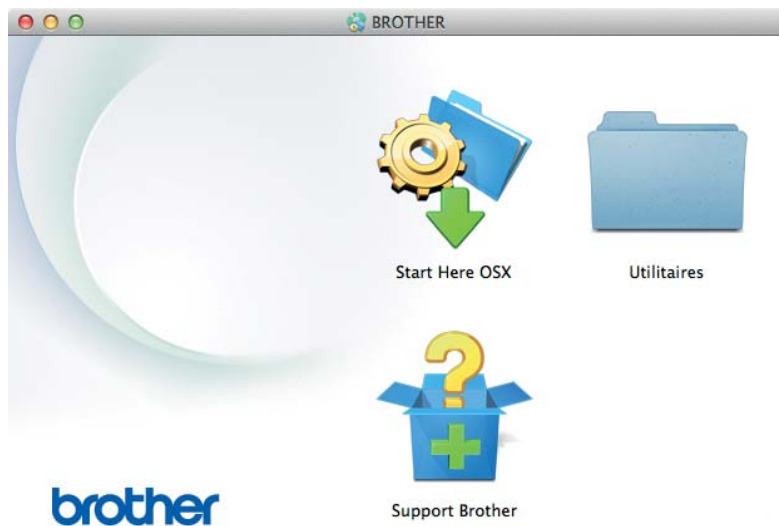 BROTHER
Start Here OSX
Utilitaires
Support Brother
brother